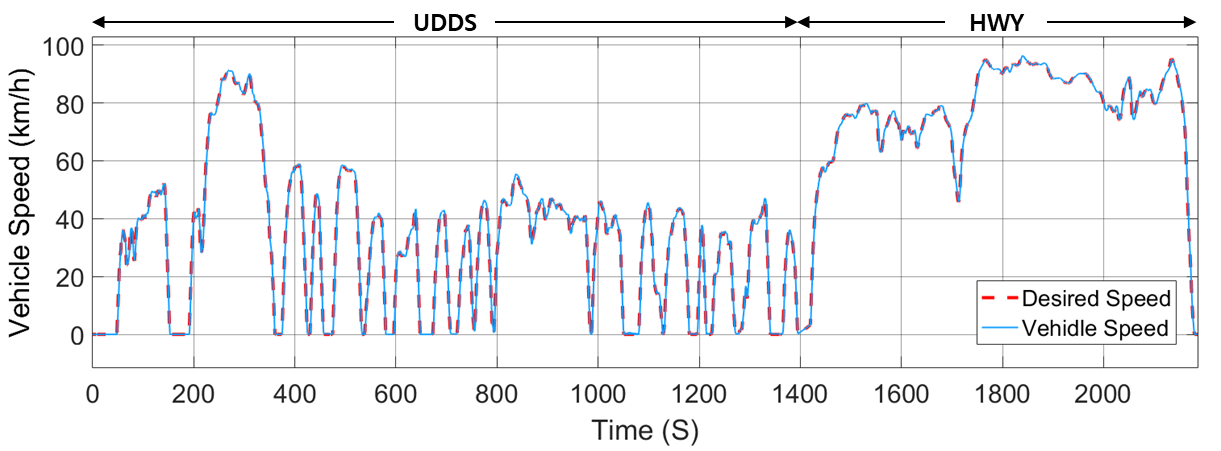 UDDS HWY
100
80
60
40
20
0
Vehicle Speed (km/h)
Desired Speed
Vehidle Speed
0 200 400 600 800 1000 1200 1400 1600 1800 2000
Time (S)